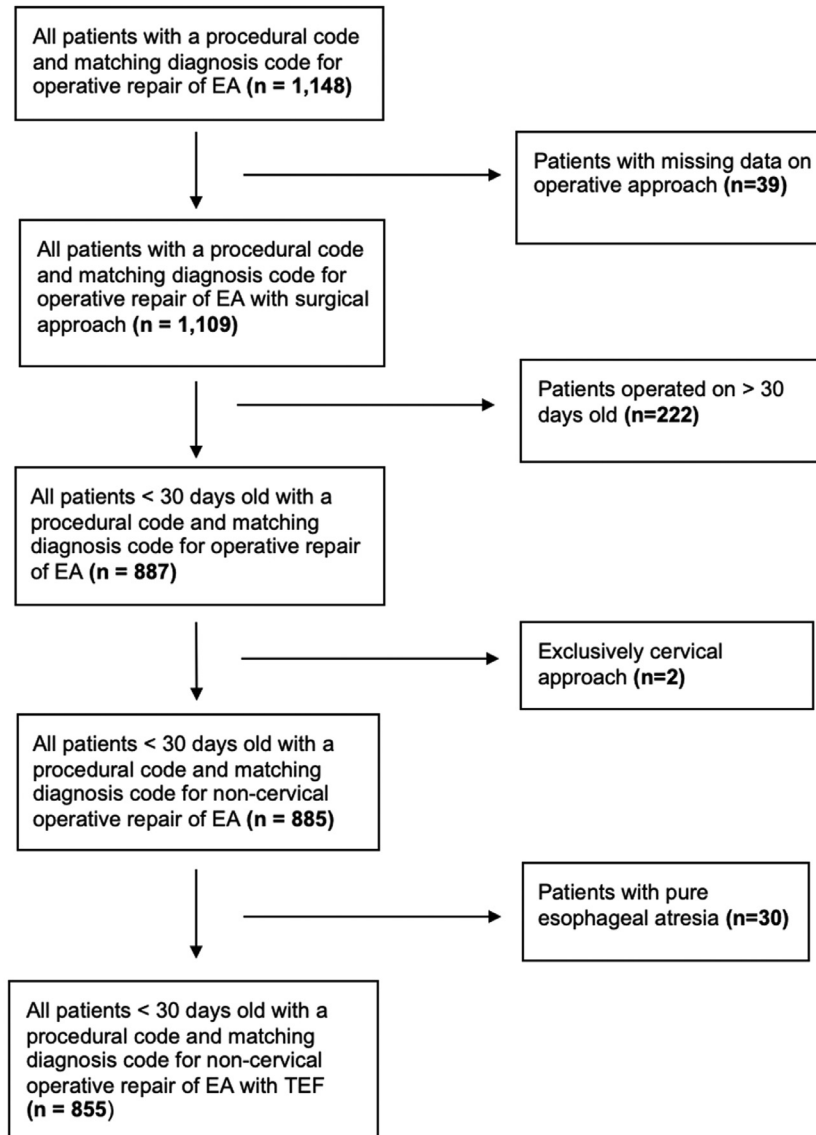 All patients with a procedural code
and matching diagnosis code for
operative repair of EA (n = 1,148)
Patients with missing data on
operative approach (n=39)
All patients with a procedural code
and matching diagnosis code for
operative repair of EA with surgical
approach (n = 1,109)
Patients operated on > 30
days old (n=222)
All patients < 30 days old with a
procedural code and matching
diagnosis code for operative repair
of EA (n = 887)
Exclusively cervical
approach (n=2)
All patients < 30 days old with a
procedural code and matching
diagnosis code for non-cervical
operative repair of EA (n = 885)
Patients with pure
esophageal atresia (n=30)
All patients < 30 days old with a
procedural code and matching
diagnosis code for non-cervical
operative repair of EA with TEF
(n = 855)